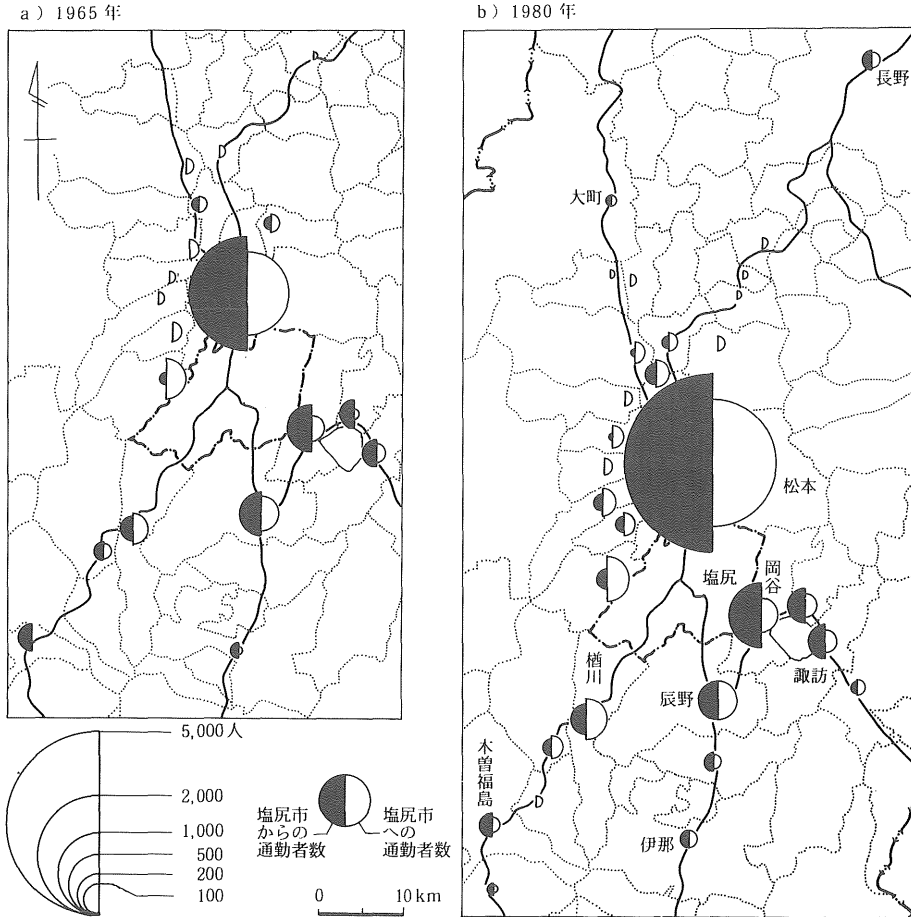 a) 1965年
b) 1980年
長野
大町
松本
塩尻
岡谷
諏訪
楢川
辰野
木曽福島
伊那
5,000人
2,000
1,000
500
200
100
塩尻市
からの
通勤者数
塩尻市
への
通勤者数
0 10km